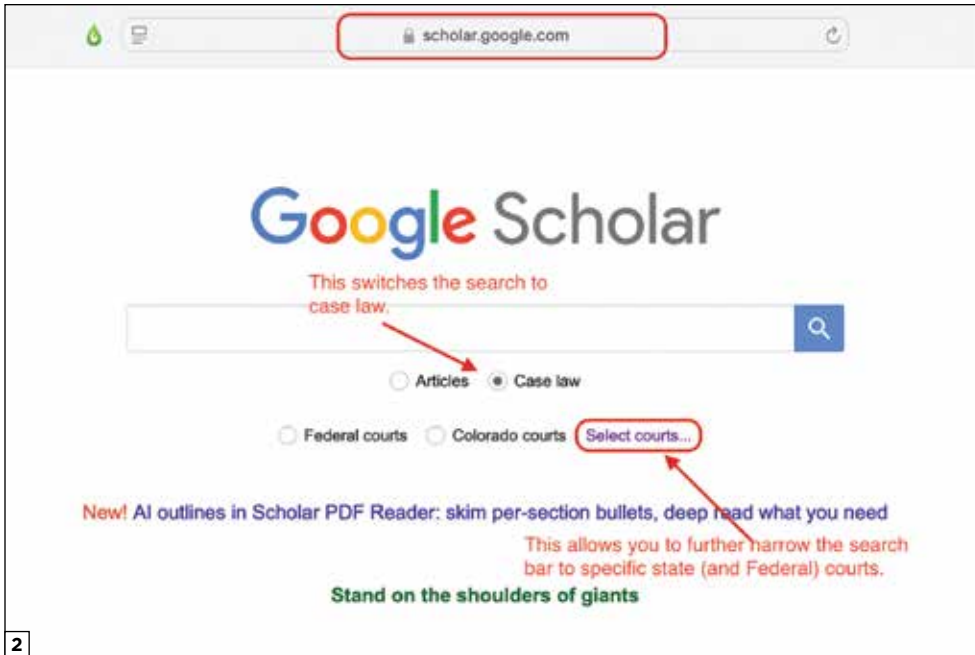 scholar.google.com
Google Scholar
This switches the search to
case law.
Articles Case law
Federal courts Colorado courts Select courts...
New! AI outlines in Scholar PDF Reader: skim per-section bullets, deep read what you need
This allows you to further narrow the search
bar to specific state (and Federal) courts.
Stand on the shoulders of giants
2